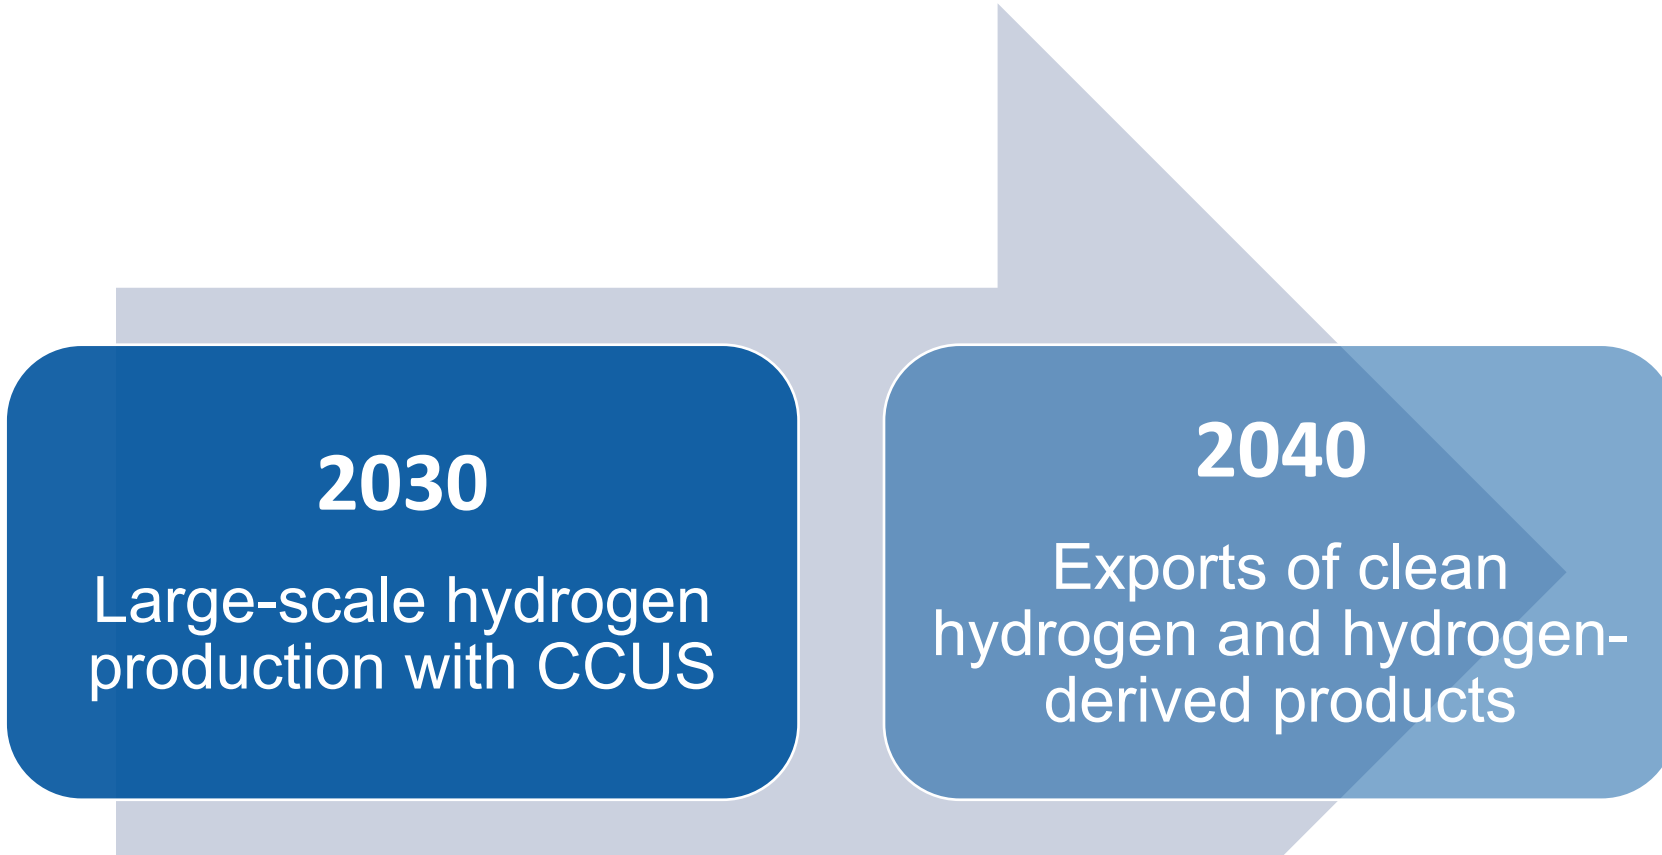 2030
Large-scale hydrogen
production with CCUS
2040
Exports of clean
hydrogen and hydrogen-
derived products